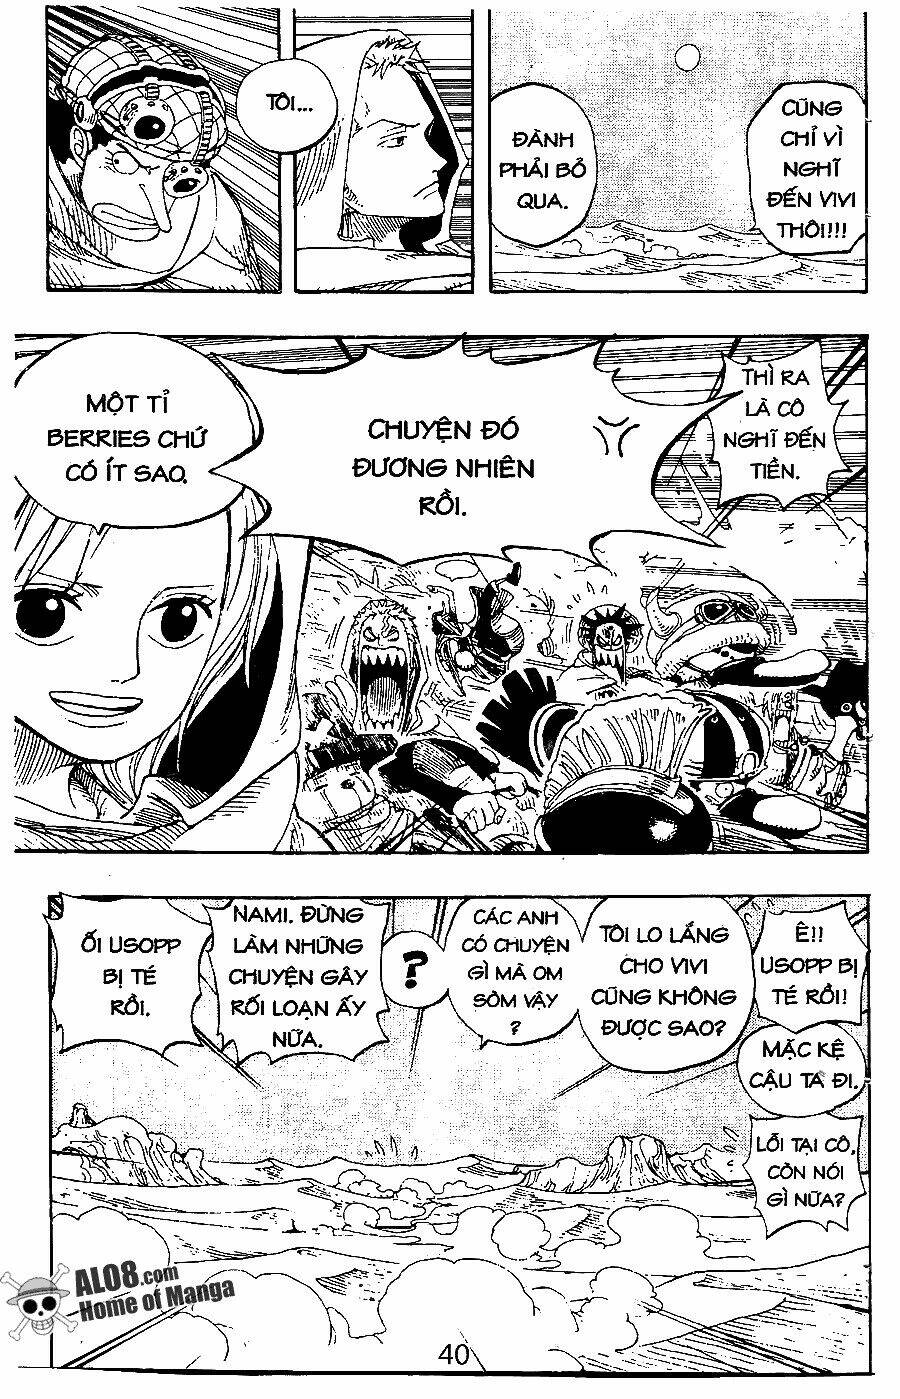 CŨNG
CHỈ VÌ
NGHĨ
ĐẾN VIVI
THÔI!!!
ĐÀNH
PHẢI BỎ
QUA.
TÔI...
THÌ RA
LÀ CÔ
NGHĨ ĐẾN
TIỀN.
CHUYỆN ĐÓ
ĐƯƠNG NHIÊN
RỒI.
MỘT TỈ
BERRIES CHỨ
CÓ ÍT SAO.
Ê!!
USOPP BỊ
TÉ RỒI!
MẶC KỆ
CẬU TA ĐI.
LỖI TẠI CÔ,
CÒN NÓI
GÌ NỮA?
TÔI LO LẮNG
CHO VIVI
CŨNG KHÔNG
ĐƯỢC SAO?
CÁC ANH
CÓ CHUYỆN
GÌ MÀ OM
SÒM VẬY
?
?
NAMI. ĐỪNG
LÀM NHỮNG
CHUYỆN GÂY
RỐI LOẠN ẤY
NỮA.
ỐI USOPP
BỊ TÉ
RỒI.
AL08.com
Home of Manga
40